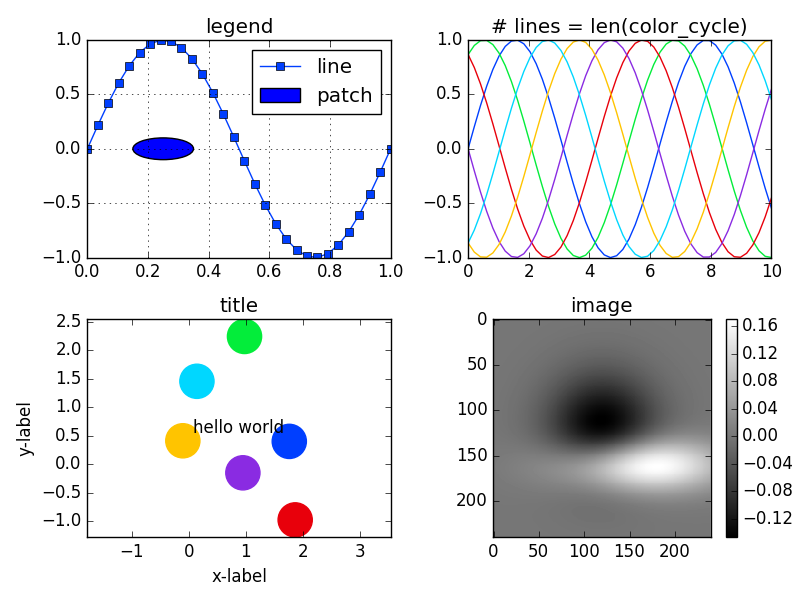 legend
1.0
0.5
0.0
−0.5
−1.0
0.0 0.2 0.4 0.6 0.8 1.0
line
patch
# lines = len(color_cycle)
1.0
0.5
0.0
−0.5
−1.0
0 2 4 6 8 10
title
y-label
2.5
2.0
1.5
1.0
0.5
0.0
−0.5
−1.0
hello world
−1 0 1 2 3
x-label
image
0
50
100
150
200
0 50 100 150 200
0.16
0.12
0.08
0.04
0.00
−0.04
−0.08
−0.12